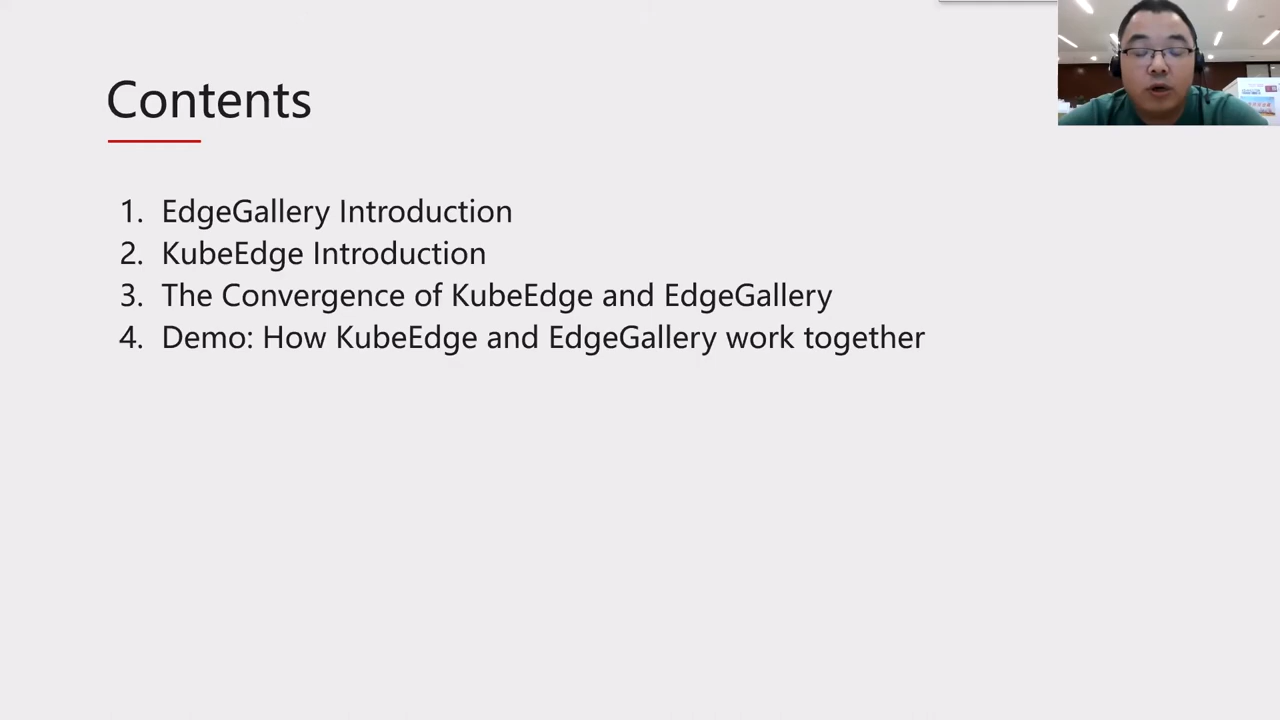 Contents
1. EdgeGallery Introduction
2. KubeEdge Introduction
3. The Convergence of KubeEdge and EdgeGallery
4. Demo: How KubeEdge and EdgeGallery work together